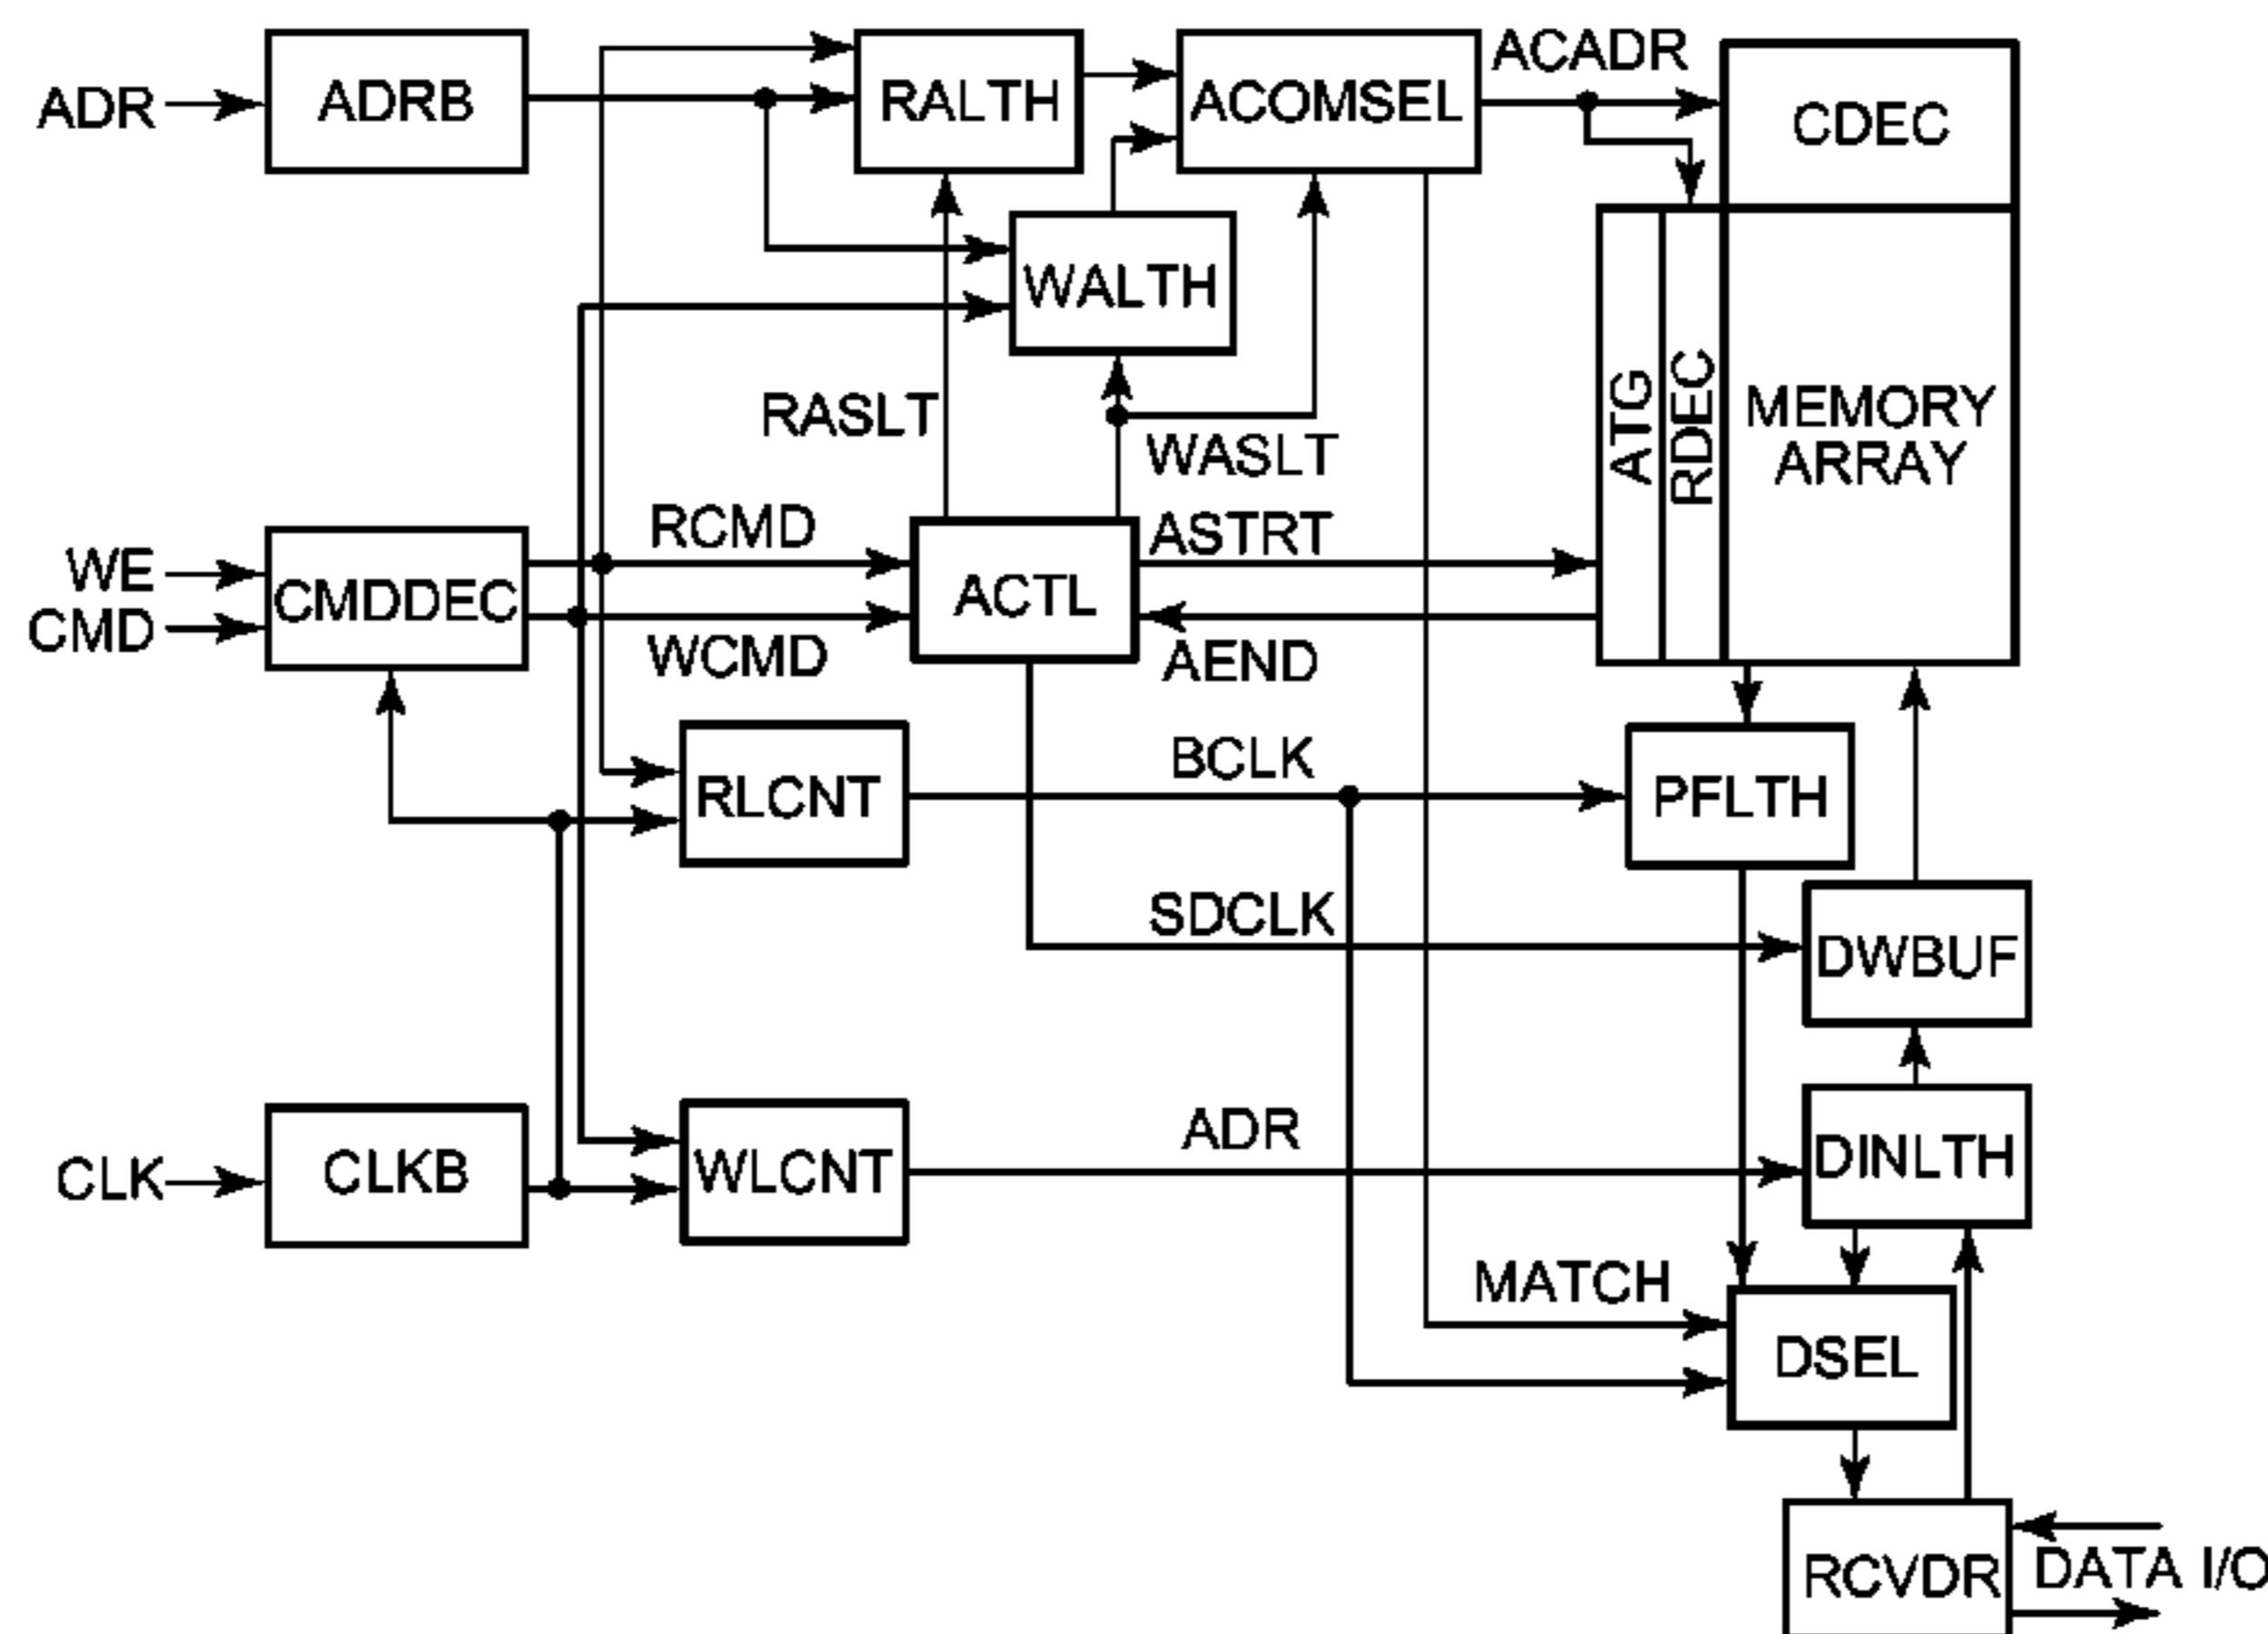 ACADR
ADR
ADRB
RALTH
ACOMSEL
CDEC
WALTH
RASLT
WASLT
ATG
RDEC
MEMORY
ARRAY
RCMD
ASTRT
WE
CMD
CMDDEC
ACTL
WCMD
AEND
BCLK
RLCNT
PFLTH
SDCLK
DWBUF
ADR
CLK
CLKB
WLCNT
DINLTH
MATCH
DSEL
RCVDR
DATA I/O